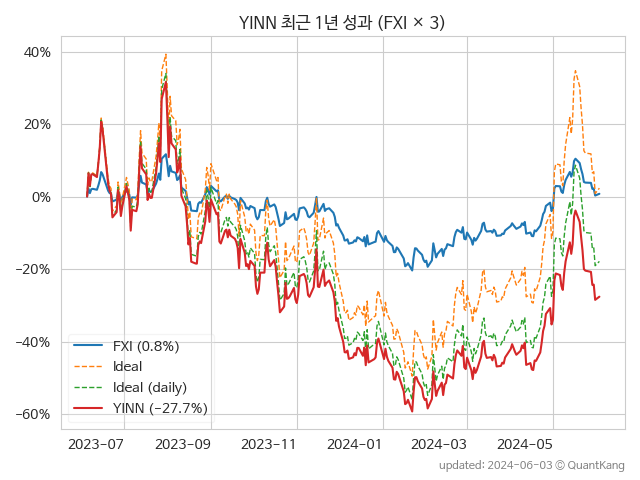 YINN 최근 1년 성과 (FXI × 3)
40%
20%
0%
−20%
−40%
−60%
FXI (0.8%)
Ideal
Ideal (daily)
YINN (−27.7%)
2023-07 2023-09 2023-11 2024-01 2024-03 2024-05
updated: 2024-06-03 © QuantKang